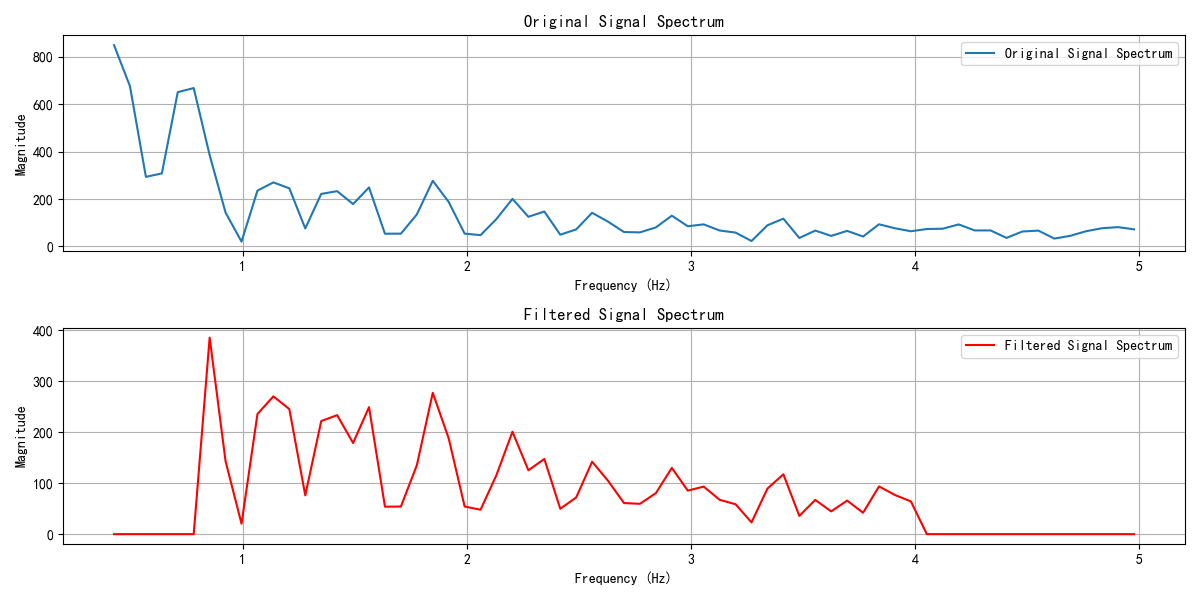 Original Signal Spectrum
Original Signal Spectrum
Magnitude
800
600
400
200
0
1 2 3 4 5
Frequency (Hz)
Filtered Signal Spectrum
Filtered Signal Spectrum
Magnitude
400
300
200
100
0
1 2 3 4 5
Frequency (Hz)